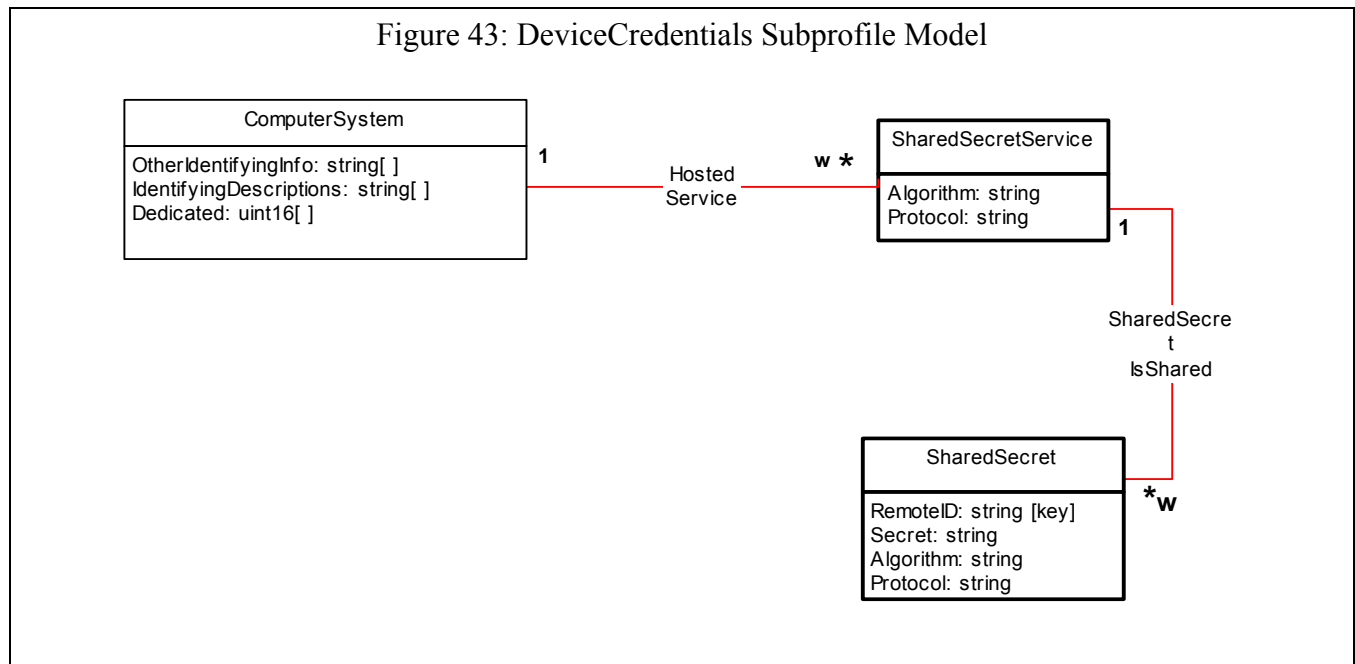 Figure 43: DeviceCredentials Subprofile Model
ComputerSystem
OtherIdentifyingInfo: string[ ]
IdentifyingDescriptions: string[ ]
Dedicated: uint16[ ]
1
Hosted
Service
w *
SharedSecretService
Algorithm: string
Protocol: string
1
SharedSecre
t
IsShared
SharedSecret
RemoteID: string [key]
Secret: string
Algorithm: string
Protocol: string
*w